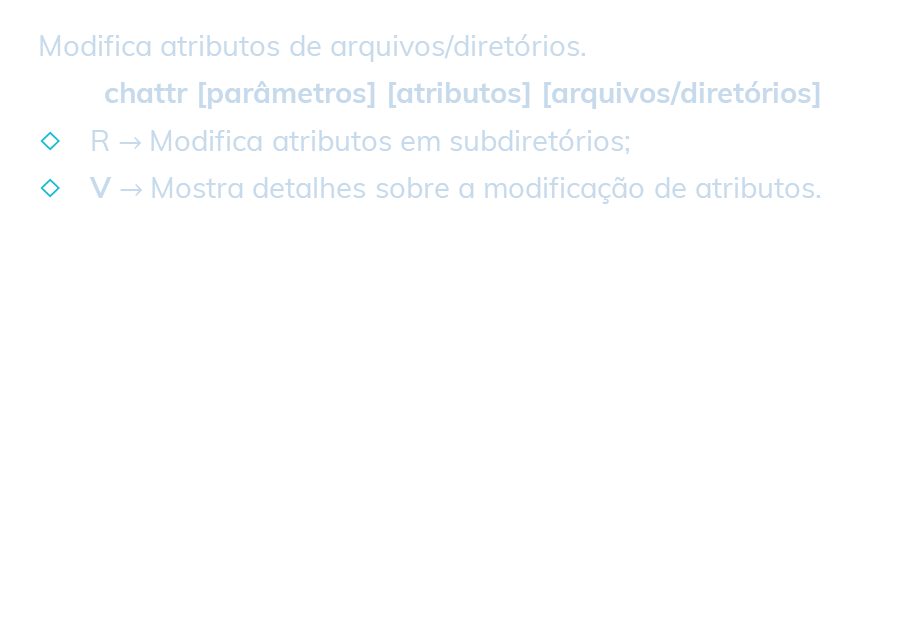 Modifica atributos de arquivos/diretórios.
chattr [parâmetros] [atributos] [arquivos/diretórios]
R → Modifica atributos em subdiretórios;
V → Mostra detalhes sobre a modificação de atributos.